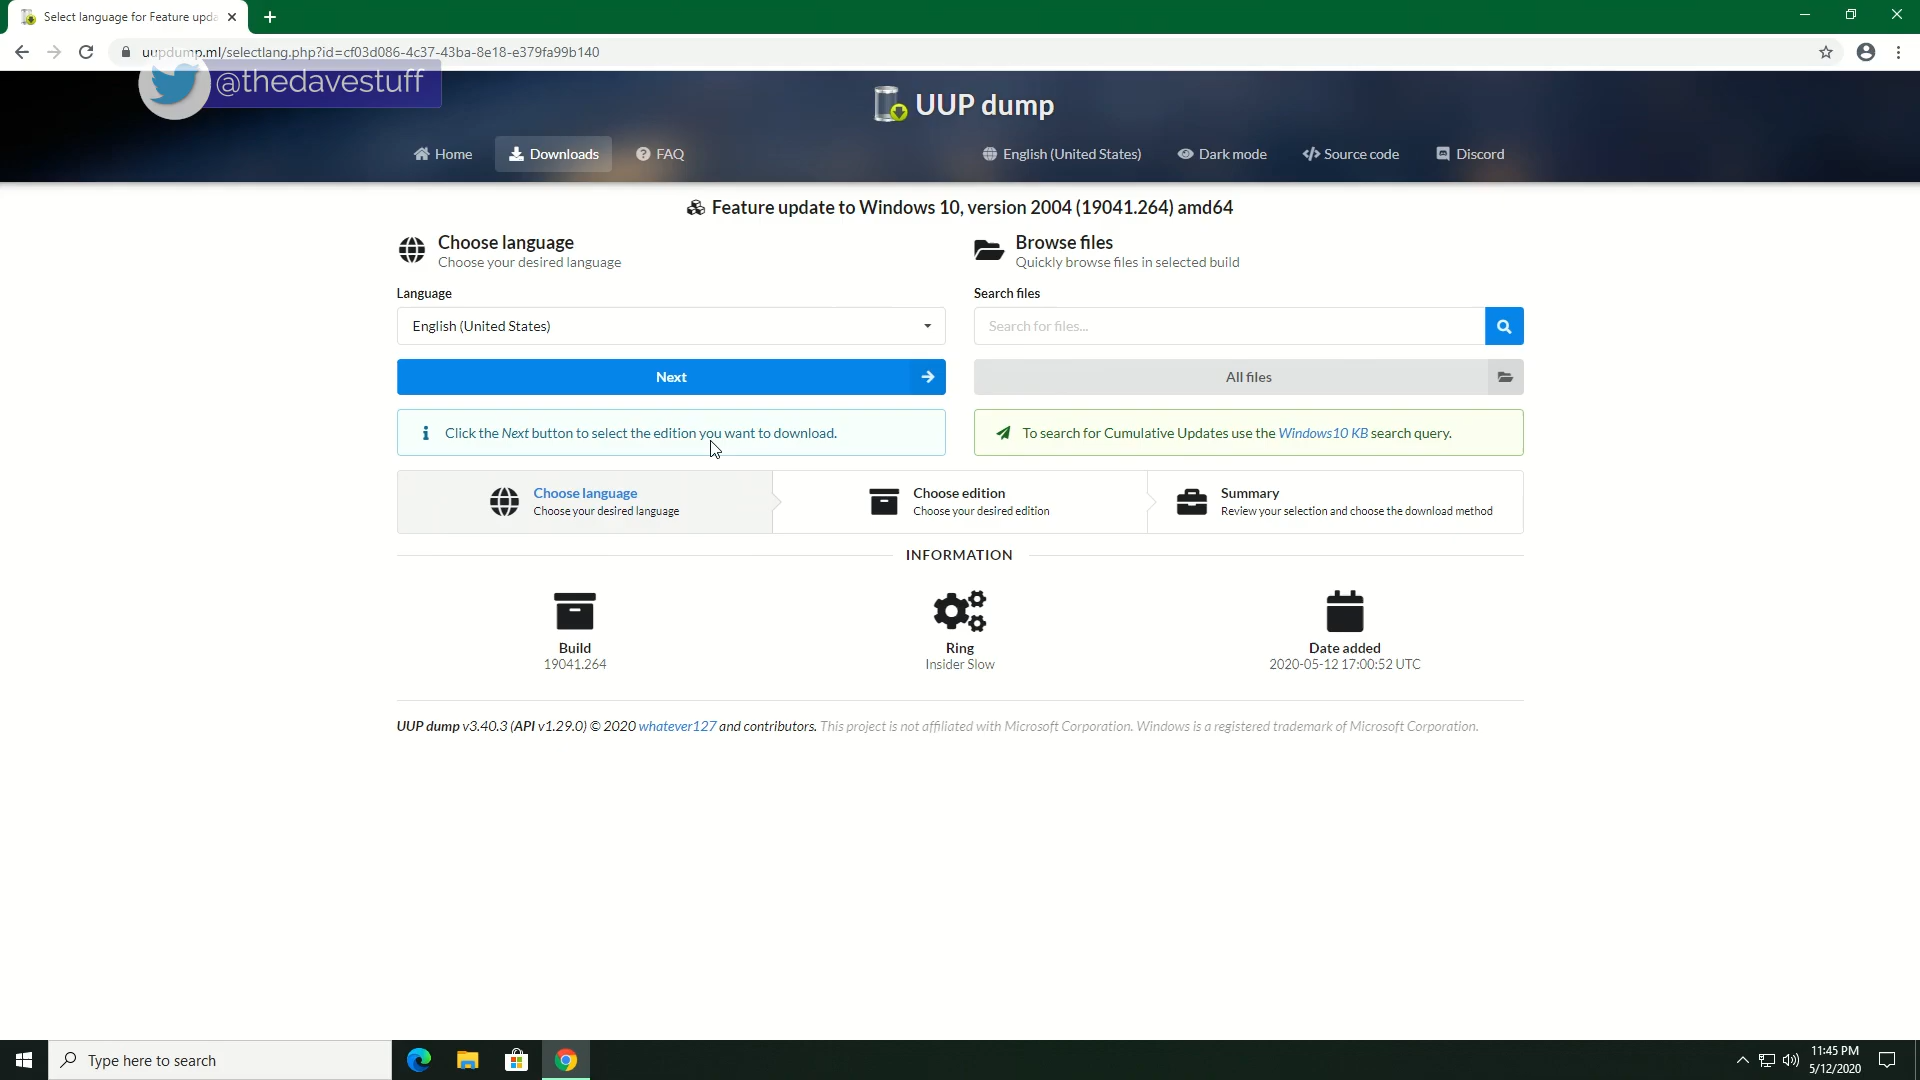 Select language for Feature upda
uupdump.ml/selectlang.php?id=cf03d086-4c37-43ba-8e18-e379fa99b140
@thedavestuff
UUP dump
Home
Downloads
FAQ
English (United States)
Dark mode
Source code
Discord
Feature update to Windows 10, version 2004 (19041.264) amd64
Choose language
Choose your desired language
Language
English (United States)
Next
Click the Next button to select the edition you want to download.
Browse files
Quickly browse files in selected build
Search files
Search for files...
All files
To search for Cumulative Updates use the Windows10 KB search query.
Choose language
Choose your desired language
Choose edition
Choose your desired edition
Summary
Review your selection and choose the download method
INFORMATION
Build
19041.264
Ring
Insider Slow
Date added
2020-05-12 17:00:52 UTC
UUP dump v3.40.3 (API v1.29.0) © 2020 whatever127 and contributors. This project is not affiliated with Microsoft Corporation. Windows is a registered trademark of Microsoft Corporation.
Type here to search
11:45 PM
5/12/2020